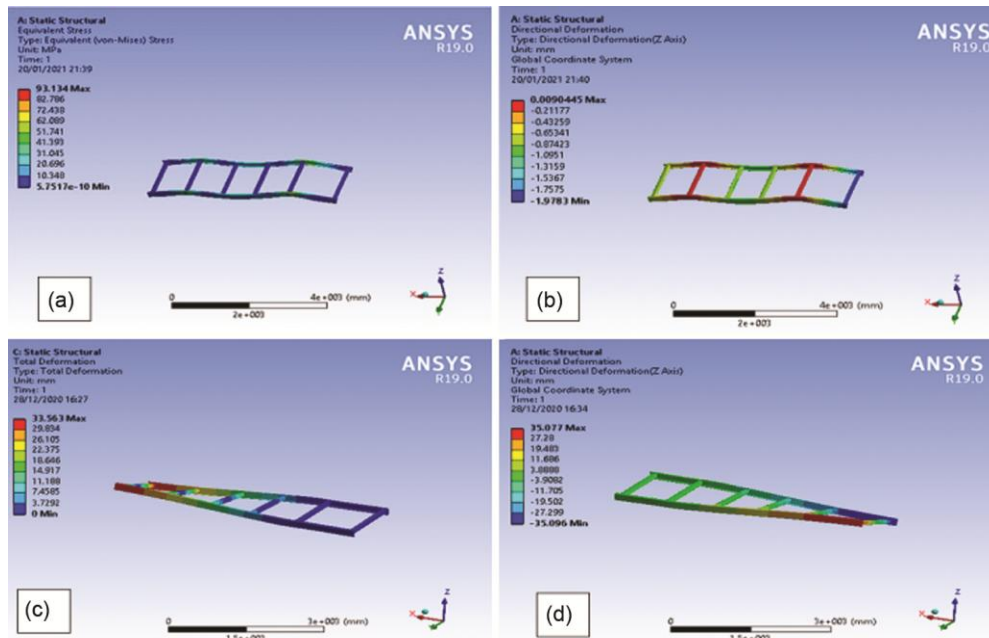 A: Static Structural
Equivalent Stress
Type: Equivalent (von-Mises) Stress
Unit: MPa
Time: 1
20/01/2021 21:39
ANSYS
R19.0
93.134 Max
82.786
72.438
62.089
51.741
41.393
31.045
20.696
10.348
5.7517e-10 Min
(a)
0
4e+003 (mm)
2e+003
X
Z
A: Static Structural
Directional Deformation
Type: Directional Deformation(Z Axis)
Unit: mm
Global Coordinate System
Time: 1
20/01/2021 21:40
ANSYS
R19.0
0.0090445 Max
-0.21177
-0.43259
-0.65341
-0.87423
-1.0951
-1.3159
-1.5367
-1.7575
-1.9783 Min
(b)
0
4e+003 (mm)
2e+003
X
Z
C: Static Structural
Total Deformation
Type: Total Deformation
Unit: mm
Time: 1
28/12/2020 16:27
ANSYS
R19.0
33.563 Max
29.834
26.105
22.375
18.646
14.917
11.188
7.4585
3.7292
0 Min
(c)
0
3e+003 (mm)
X
Z
A: Static Structural
Directional Deformation
Type: Directional Deformation(Z Axis)
Unit: mm
Global Coordinate System
Time: 1
28/12/2020 16:34
ANSYS
R19.0
35.077 Max
27.28
19.483
11.686
3.8888
-3.9082
-11.705
-19.502
-27.299
-35.096 Min
(d)
0
3e+003 (mm)
X
Z